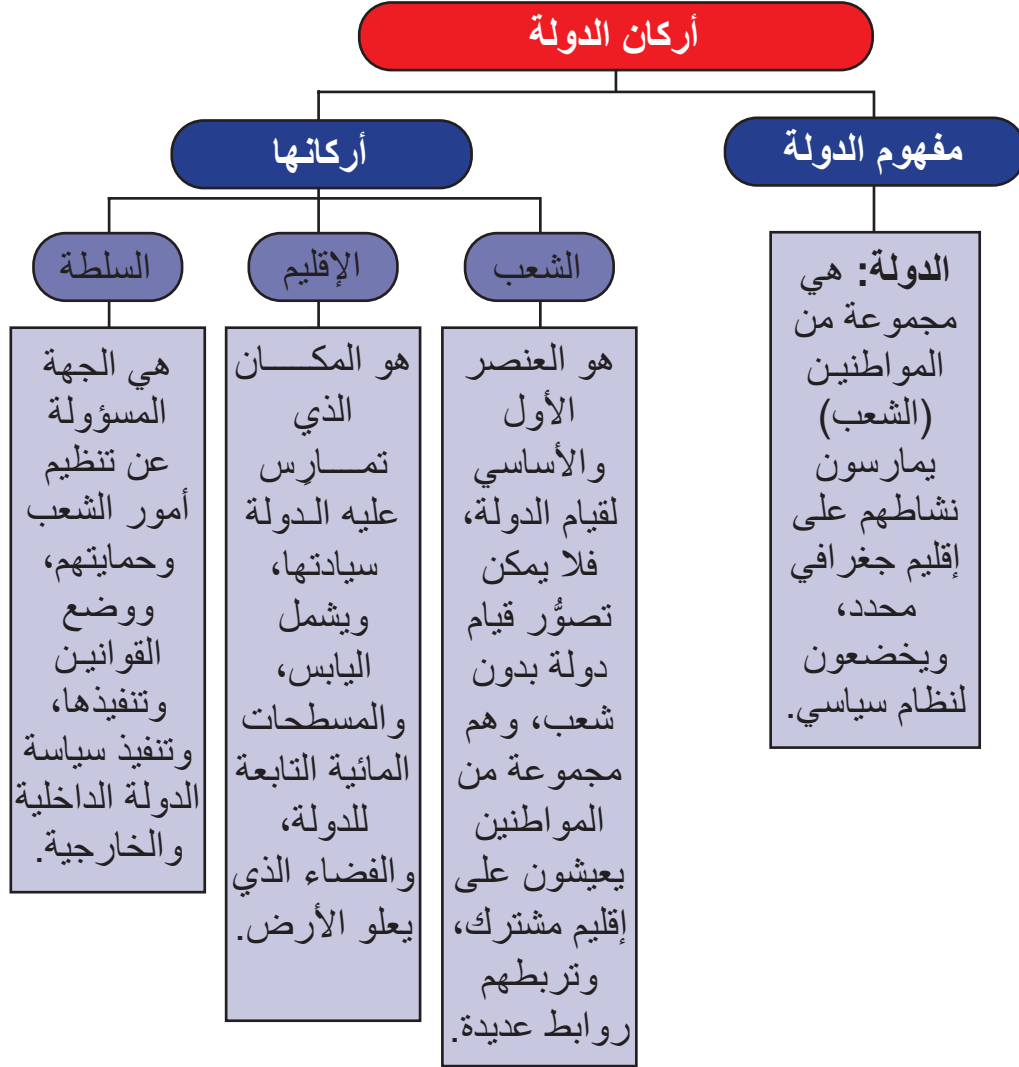 أركان الدولة
مفهوم الدولة
الدولة: هي
مجموعة من
المواطنين
(الشعب)
يمارسون
نشاطهم على
إقليم جغرافي
محدد،
ويخضعون
لنظام سياسي.
أركانها
الشعب
هو العنصر
الأول
والأساسي
لقيام الدولة،
فلا يمكن
تصوُّر قيام
دولة بدون
شعب، وهم
مجموعة من
المواطنين
يعيشون على
إقليم مشترك،
وتربطهم
روابط عديدة.
الإقليم
هو المكـــــان
الذي
تمـــــارِس
عليه الـدولة
سيادتها،
ويشمل
اليابس،
والمسطحات
المائية التابعة
للدولة،
والفضاء الذي
يعلو الأرض.
السلطة
هي الجهة
المسؤولة
عن تنظيم
أمور الشعب
وحمايتهم،
ووضع
القوانين
وتنفيذها،
وتنفيذ سياسة
الدولة الداخلية
والخارجية.